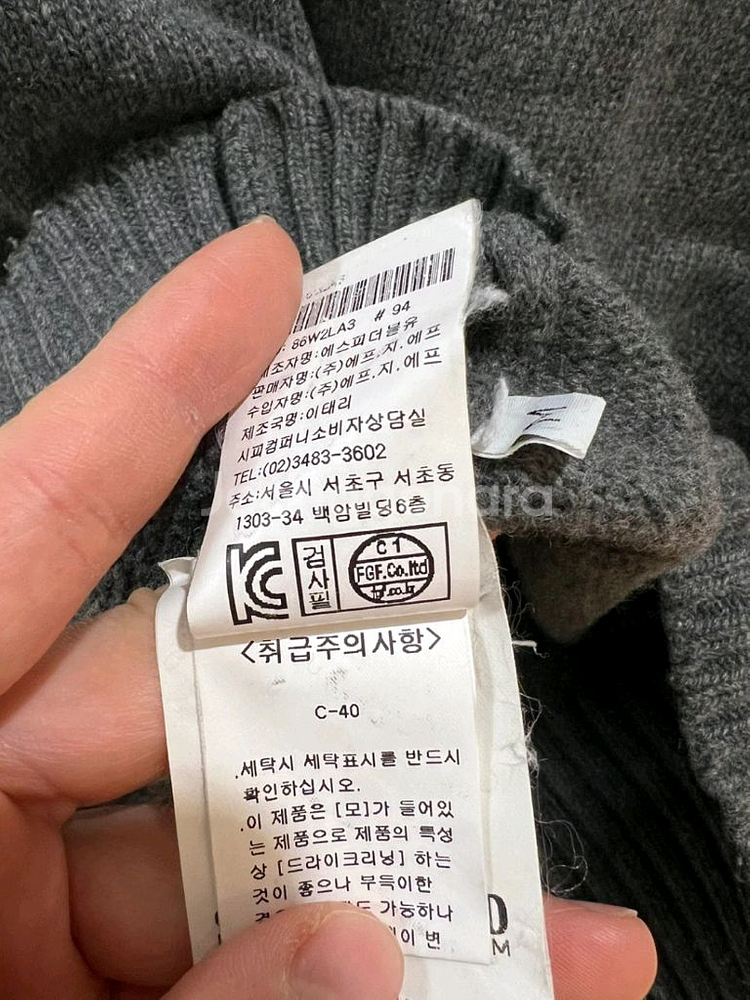 86W2LA3 # 94
제조자명:에스피더블유
판매자명:(주)에프.지.에프
수입자명:(주)에프.지.에프
제조국명:이태리
시피컴퍼니소비자상담실
TEL:(02)3483-3602
주소:서울시 서초구 서초동
1303-34 백암빌딩6층
검사필
C 1
FGF.Co.ltd
M
<취급주의사항>
C-40
.세탁시 세탁표시를 반드시
확인하십시오.
.이 제품은 [모]가 들어있
는 제품으로 제품의 특성
상 [드라이크리닝] 하는
것이 좋으나 부득이한
가능하나
변
D
M